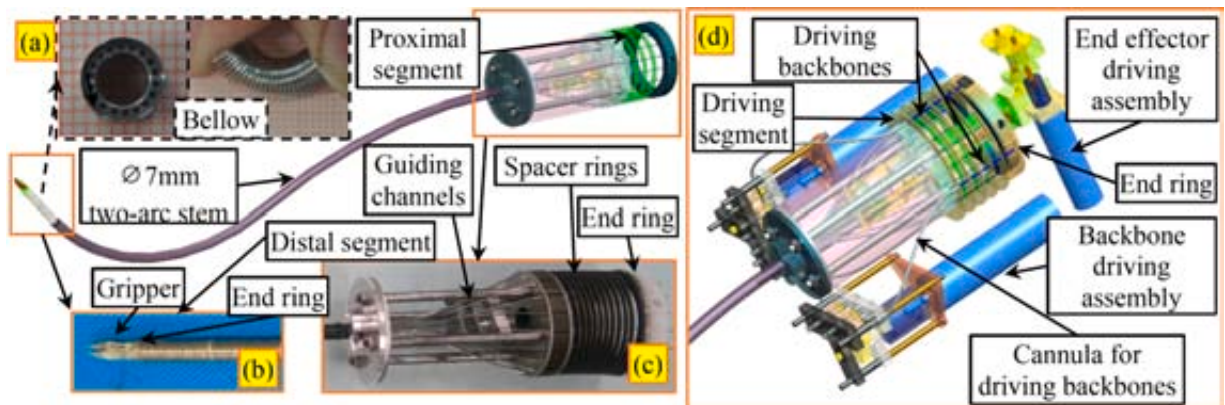 (a)
Bellow
Proximal
segment
Ø 7mm
two-arc stem
Guiding
channels
Spacer rings
End ring
Distal segment
Gripper
End ring
(b)
(c)
(d)
Driving
backbones
Driving
segment
End effector
driving
assembly
End ring
Backbone
driving
assembly
Cannula for
driving backbones